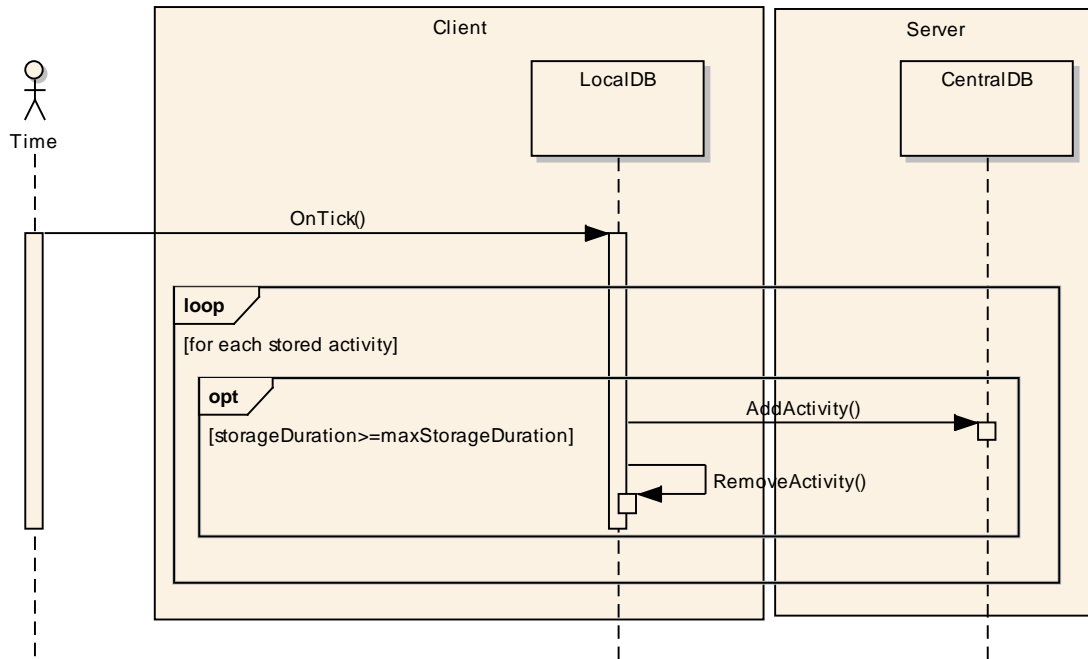 Client
Server
LocalDB
CentralDB
Time
OnTick()
loop
[for each stored activity]
opt
AddActivity()
[storageDuration>=maxStorageDuration]
RemoveActivity()